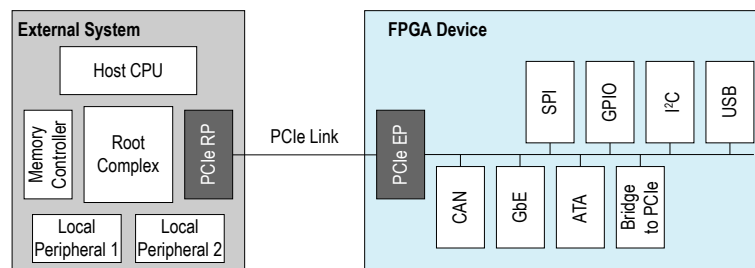 External System
Host CPU
Memory
Controller
Root
Complex
PCIe RP
Local
Peripheral 1
Local
Peripheral 2
PCIe Link
FPGA Device
PCIe EP
SPI
GPIO
I²C
USB
CAN
GbE
ATA
Bridge
to PCIe